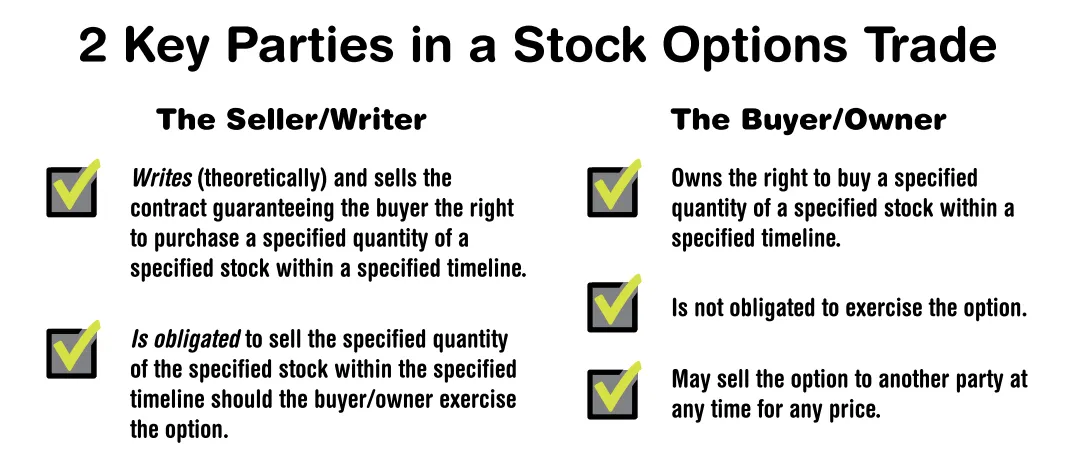 2 Key Parties in a Stock Options Trade
The Seller/Writer
Writes (theoretically) and sells the
contract guaranteeing the buyer the right
to purchase a specified quantity of a
specified stock within a specified timeline.
Is obligated to sell the specified quantity
of the specified stock within the specified
timeline should the buyer/owner exercise
the option.
The Buyer/Owner
Owns the right to buy a specified
quantity of a specified stock within a
specified timeline.
Is not obligated to exercise the option.
May sell the option to another party at
any time for any price.